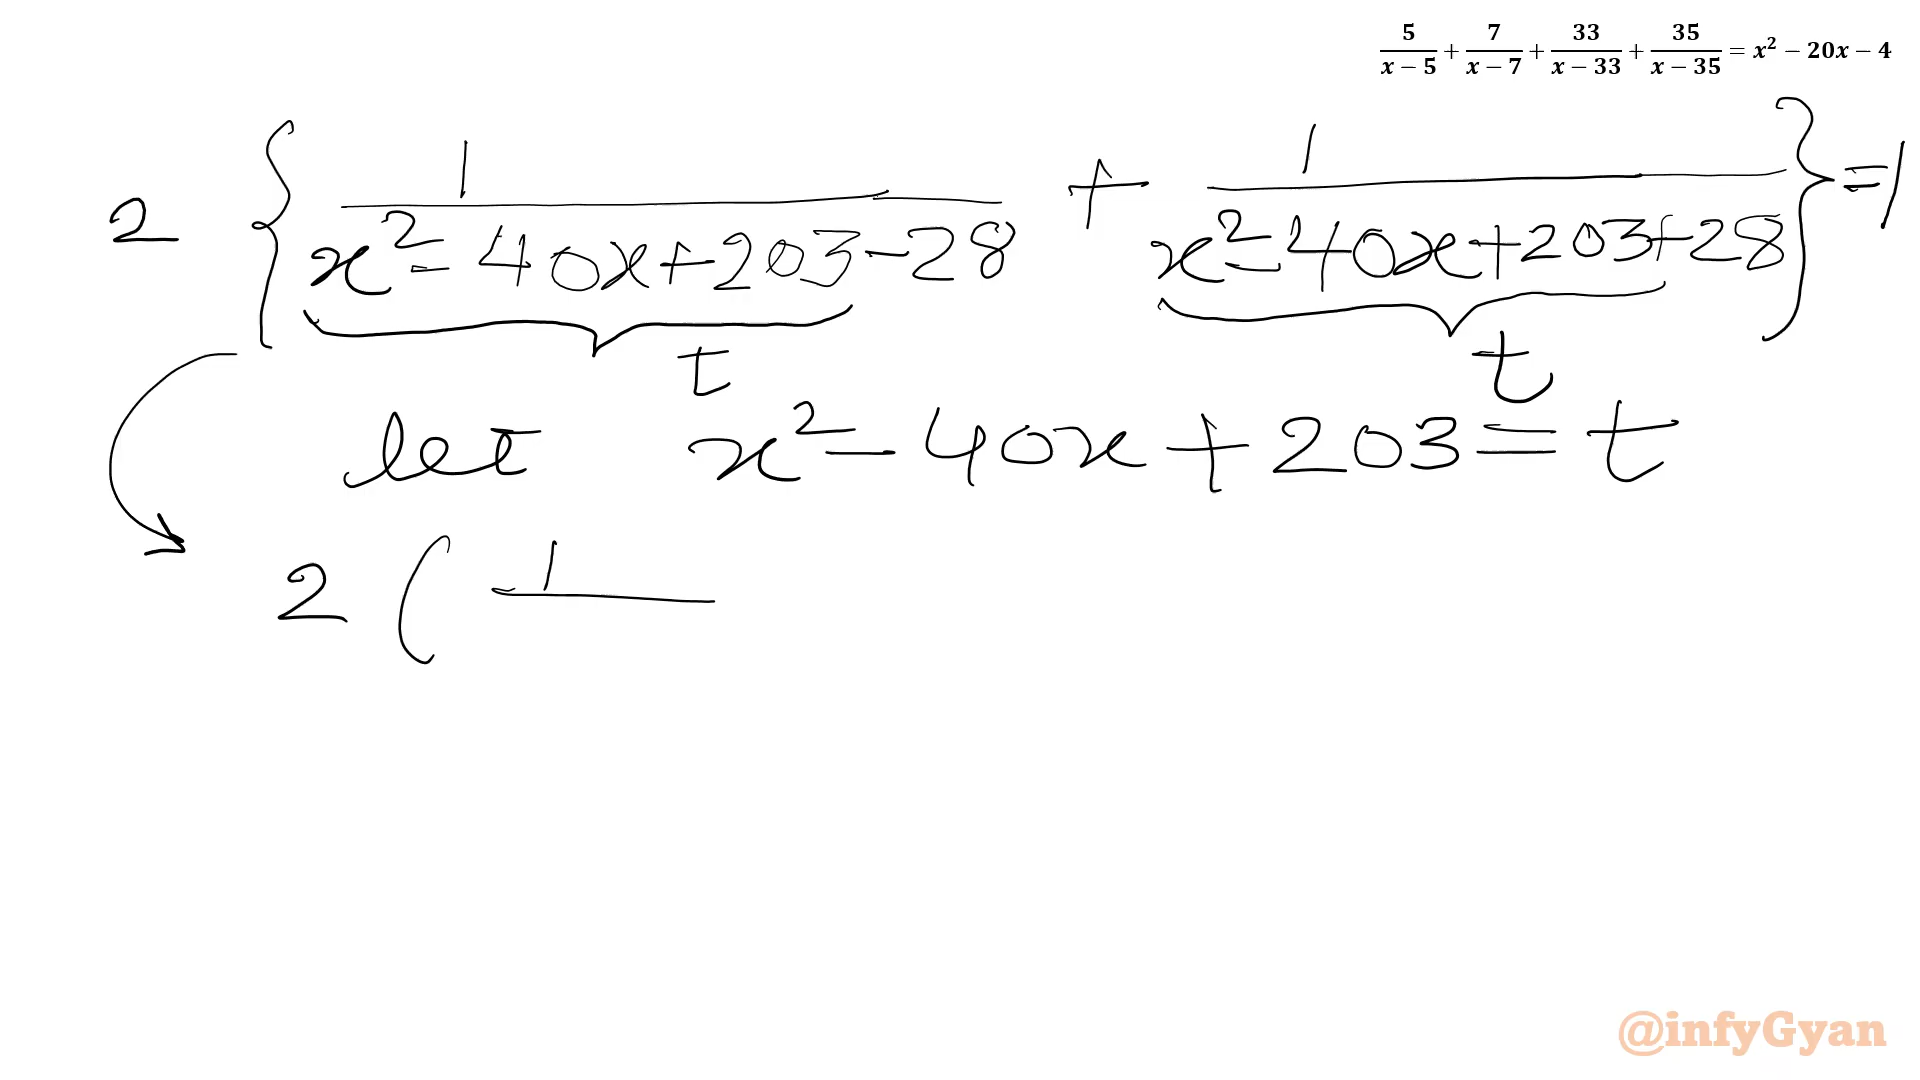 5/(x − 5) + 7/(x − 7) + 33/(x − 33) + 35/(x − 35) = x² − 20x − 4
2 { 1/(x² − 40x + 203 − 28) + 1/(x² − 40x + 203 + 28) } = 1
t t
let x² − 40x + 203 = t
2 ( 1/
@infyGyan